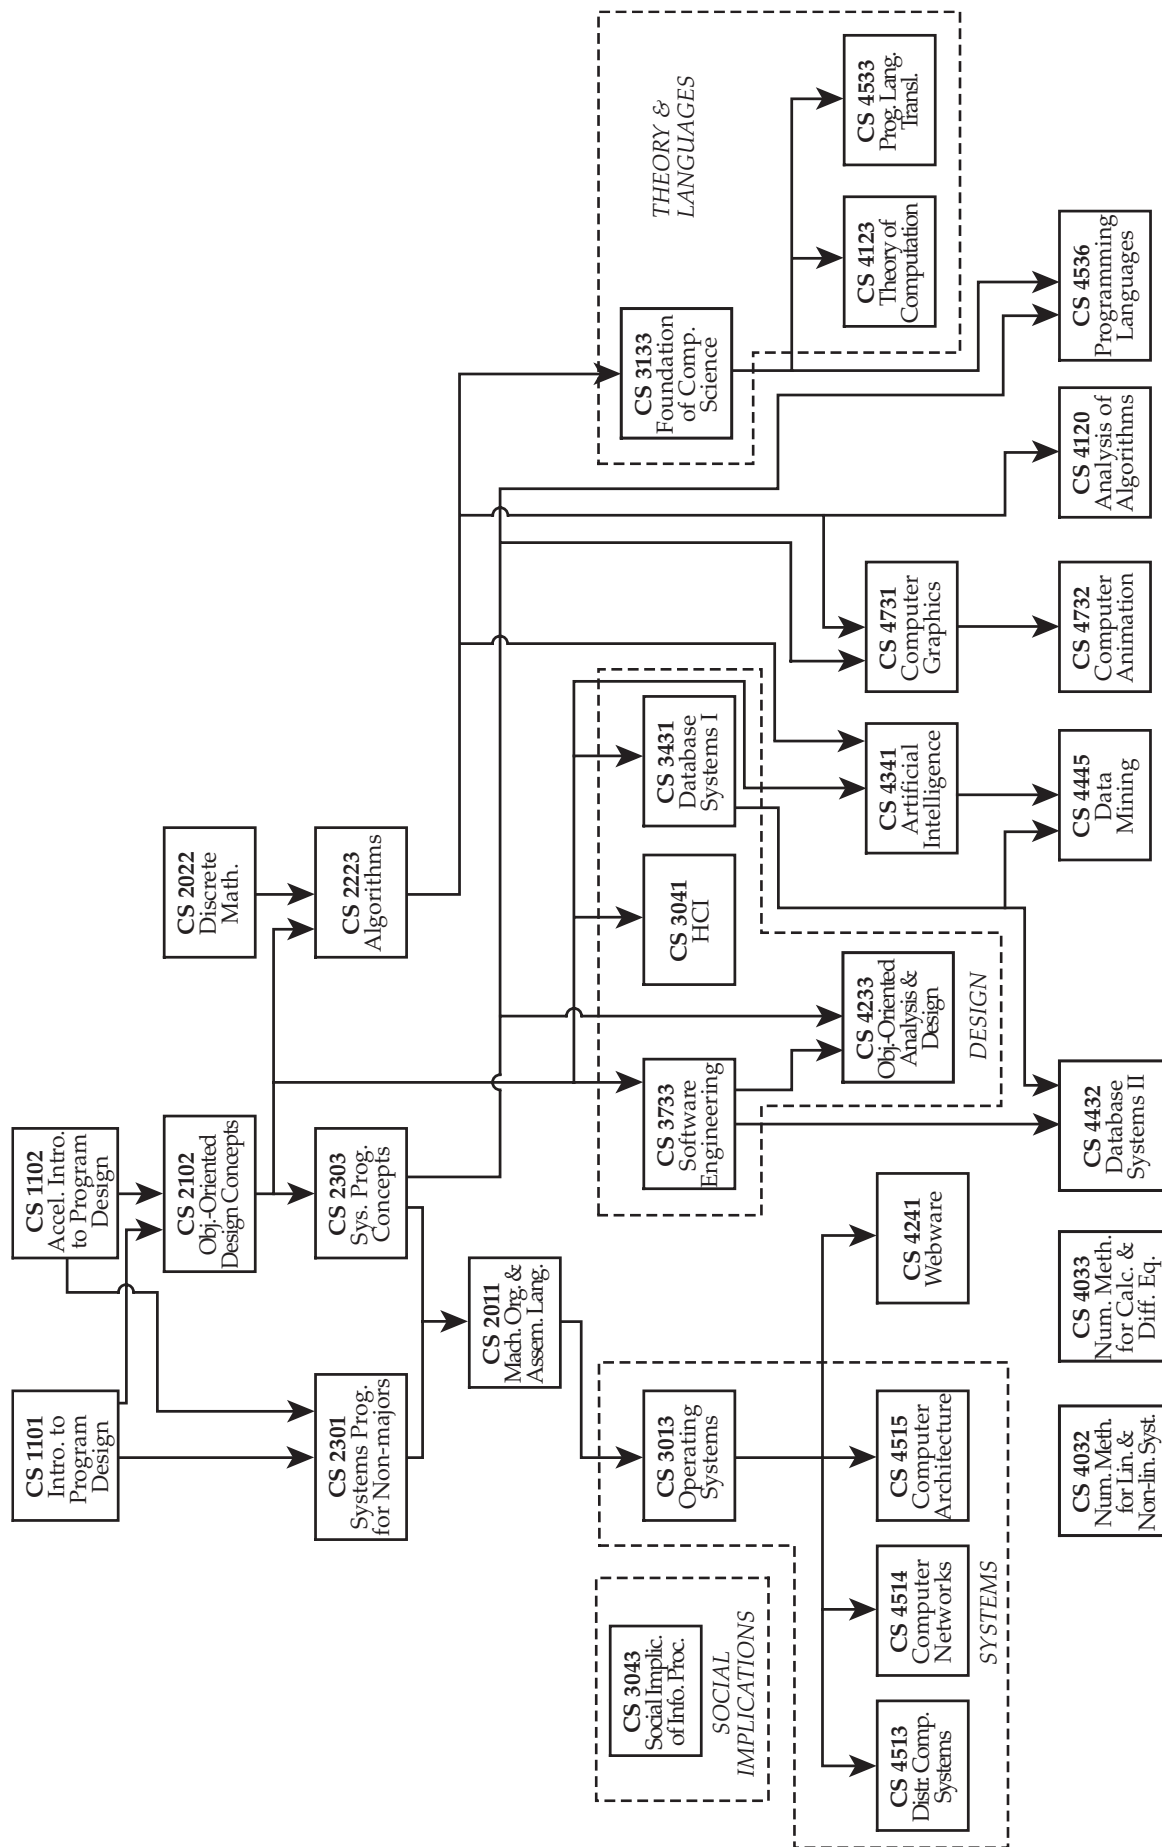 CS 1101
Intro. to
Program
Design
CS 1102
Accel. Intro.
to Program
Design
CS 2301
Systems Prog.
for Non-majors
CS 2102
Obj.-Oriented
Design Concepts
CS 2303
Sys. Prog.
Concepts
CS 2022
Discrete
Math.
CS 2223
Algorithms
CS 2011
Mach. Org. &
Assem. Lang.
CS 3043
Social Implic.
of Info. Proc.
SOCIAL
IMPLICATIONS
CS 3013
Operating
Systems
CS 4513
Distr. Comp.
Systems
CS 4514
Computer
Networks
CS 4515
Computer
Architecture
SYSTEMS
CS 4241
Webware
CS 3733
Software
Engineering
CS 3041
HCI
CS 3431
Database
Systems I
CS 4233
Obj.-Oriented
Analysis &
Design
DESIGN
CS 4341
Artificial
Intelligence
CS 4731
Computer
Graphics
CS 3133
Foundation
of Comp.
Science
THEORY &
LANGUAGES
CS 4123
Theory of
Computation
CS 4533
Prog. Lang.
Transl.
CS 4032
Num. Meth.
for Lin. &
Non-lin. Syst.
CS 4033
Num. Meth.
for Calc. &
Diff. Eq.
CS 4432
Database
Systems II
CS 4445
Data
Mining
CS 4732
Computer
Animation
CS 4120
Analysis of
Algorithms
CS 4536
Programming
Languages